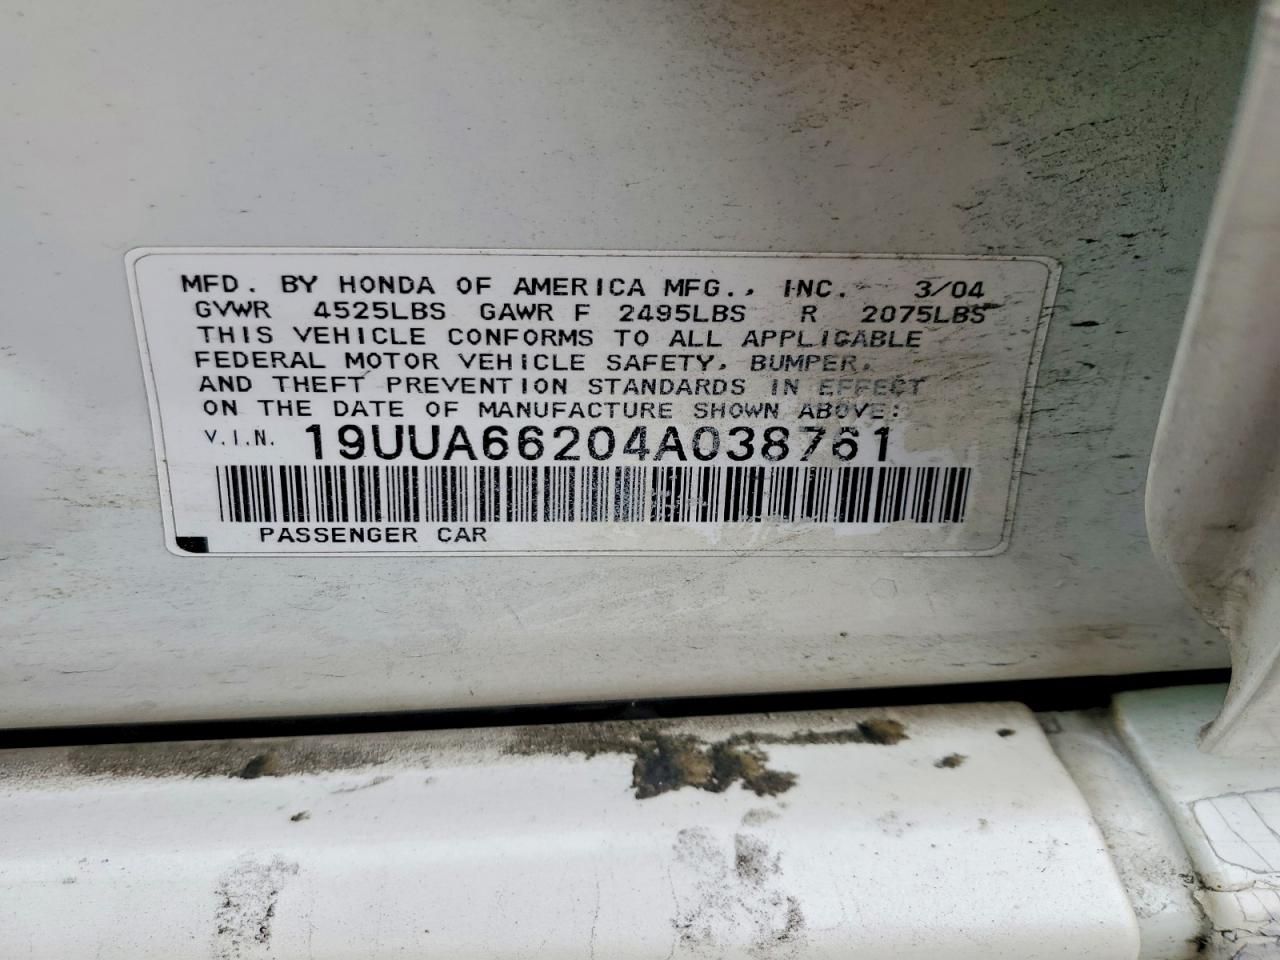 MFD. BY HONDA OF AMERICA MFG., INC. 3/04
GVWR 4525LBS GAWR F 2495LBS R 2075LBS
THIS VEHICLE CONFORMS TO ALL APPLICABLE
FEDERAL MOTOR VEHICLE SAFETY, BUMPER,
AND THEFT PREVENTION STANDARDS IN EFFECT
ON THE DATE OF MANUFACTURE SHOWN ABOVE:
V.I.N. 19UUA66204A038761
PASSENGER CAR